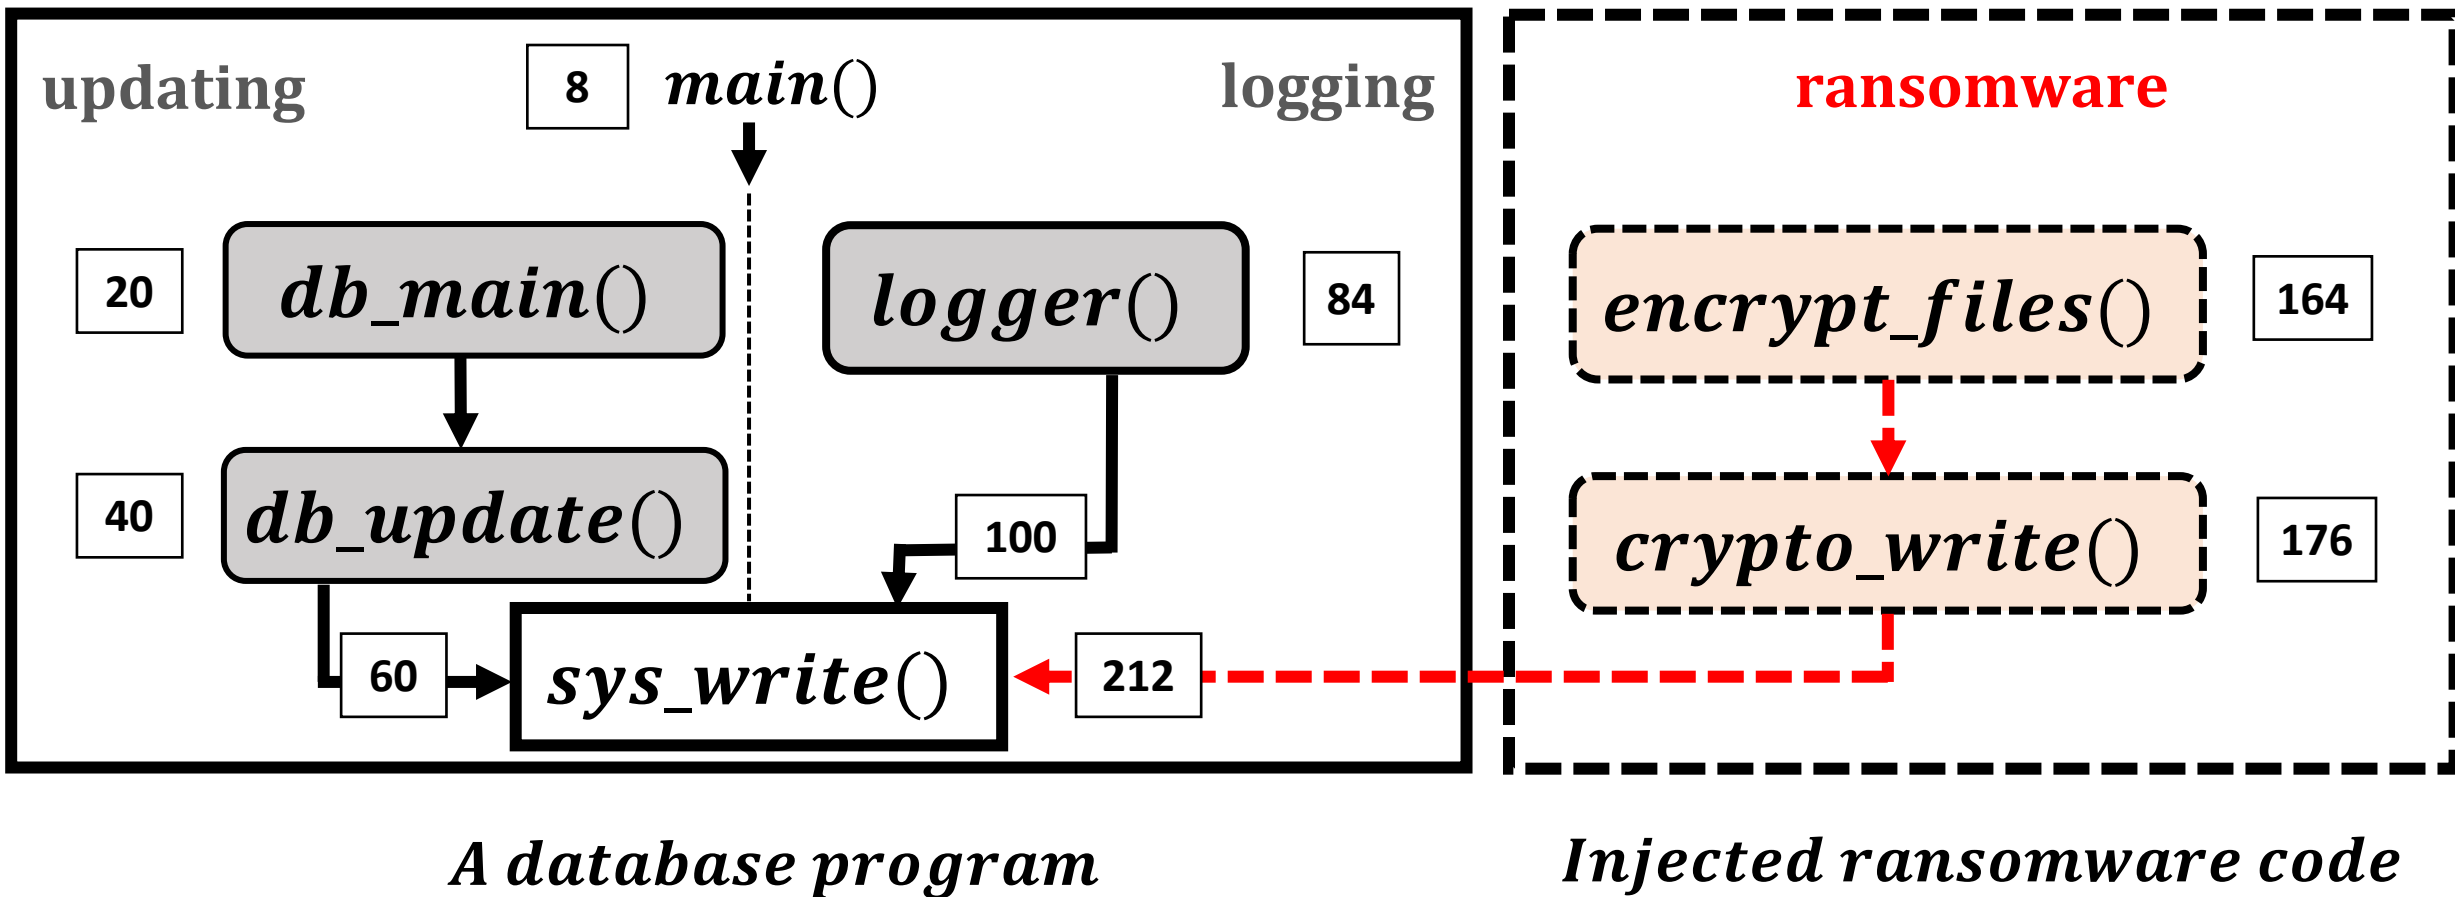 updating
8
main()
logging
ransomware
20
db_main()
logger()
84
encrypt_files()
164
40
db_update()
100
crypto_write()
176
60
sys_write()
212
A database program
Injected ransomware code